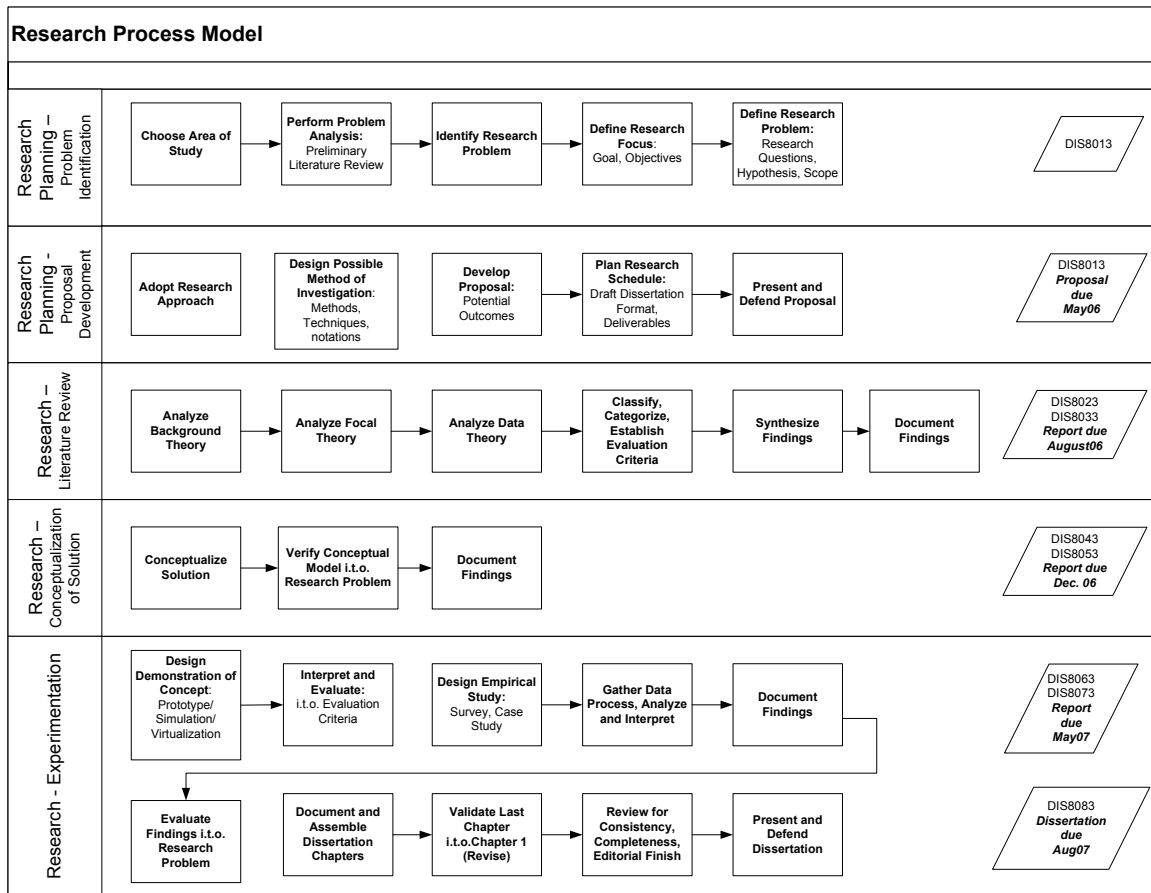 Research Process Model
Research
Planning –
Problem
Identification
Choose Area of
Study
Perform Problem
Analysis:
Preliminary
Literature Review
Identify Research
Problem
Define Research
Focus:
Goal, Objectives
Define Research
Problem:
Research
Questions,
Hypothesis, Scope
DIS8013
Research
Planning -
Proposal
Development
Adopt Research
Approach
Design Possible
Method of
Investigation:
Methods,
Techniques,
notations
Develop
Proposal:
Potential
Outcomes
Plan Research
Schedule:
Draft Dissertation
Format,
Deliverables
Present and
Defend Proposal
DIS8013
Proposal
due
May06
Research –
Literature Review
Analyze
Background
Theory
Analyze Focal
Theory
Analyze Data
Theory
Classify,
Categorize,
Establish
Evaluation
Criteria
Synthesize
Findings
Document
Findings
DIS8023
DIS8033
Report due
August06
Research –
Conceptualization
of Solution
Conceptualize
Solution
Verify Conceptual
Model i.t.o.
Research Problem
Document
Findings
DIS8043
DIS8053
Report due
Dec. 06
Research - Experimentation
Design
Demonstration of
Concept:
Prototype/
Simulation/
Virtualization
Interpret and
Evaluate:
i.t.o. Evaluation
Criteria
Design Empirical
Study:
Survey, Case
Study
Gather Data
Process, Analyze
and Interpret
Document
Findings
DIS8063
DIS8073
Report
due
May07
Evaluate
Findings i.t.o.
Research
Problem
Document and
Assemble
Dissertation
Chapters
Validate Last
Chapter
i.t.o.Chapter 1
(Revise)
Review for
Consistency,
Completeness,
Editorial Finish
Present and
Defend
Dissertation
DIS8083
Dissertation
due
Aug07